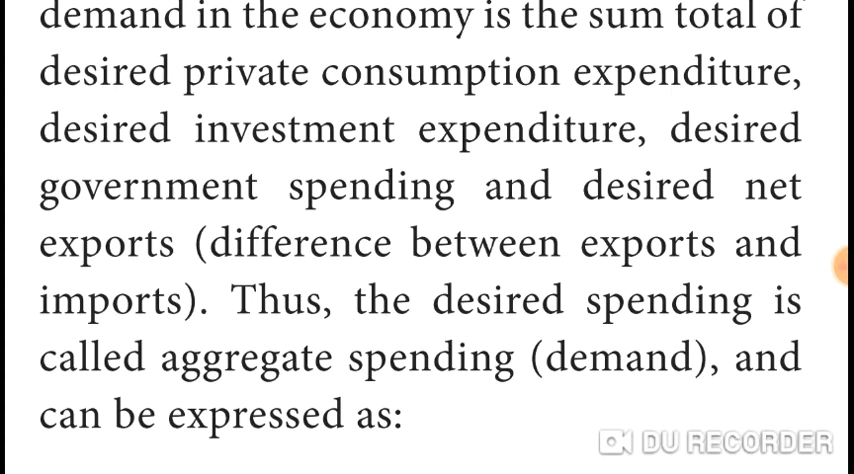 demand in the economy is the sum total of
desired private consumption expenditure,
desired investment expenditure, desired
government spending and desired net
exports (difference between exports and
imports). Thus, the desired spending is
called aggregate spending (demand), and
can be expressed as:
DU RECORDER